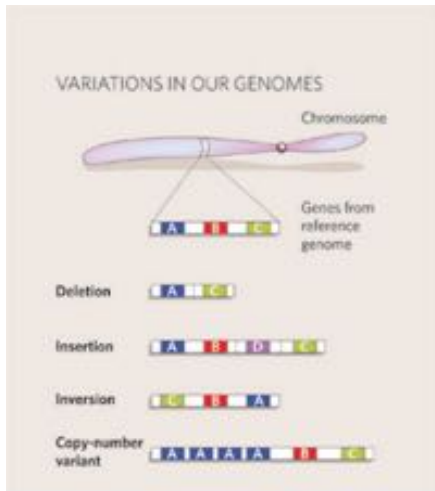 VARIATIONS IN OUR GENOMES
Chromosome
Genes from
reference
genome
A B C
Deletion A C
Insertion A B D C
Inversion C B A
Copy-number
variant A A A A B C